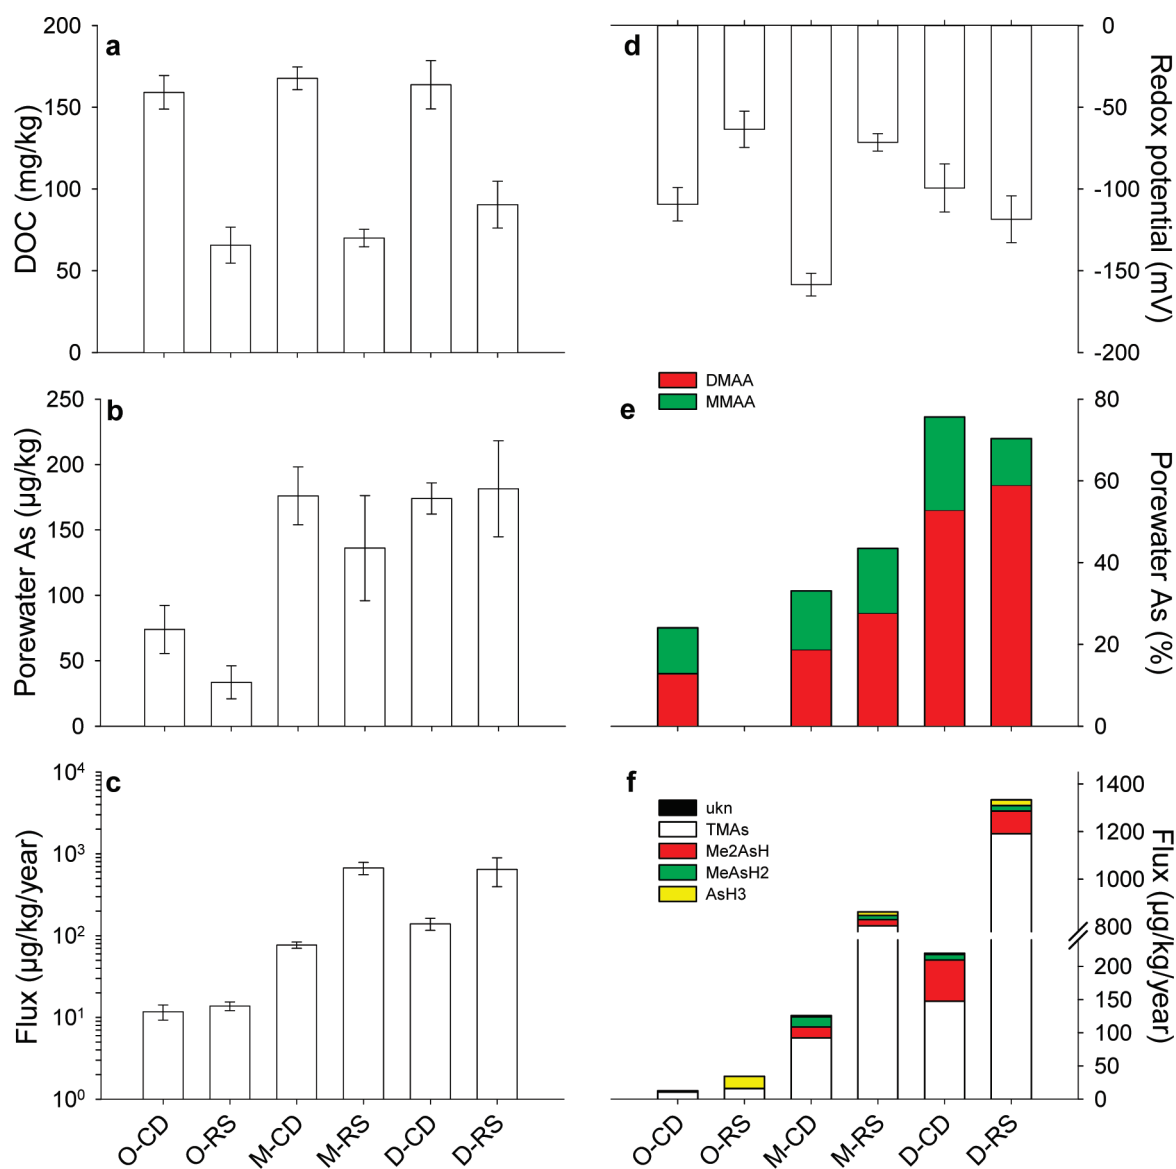 a
DOC (mg/kg)
200
150
100
50
0
d
Redox potential (mV)
0
-50
-100
-150
-200
b
Porewater As (µg/kg)
250
200
150
100
50
0
DMAA
MMAA
e
Porewater As (%)
80
60
40
20
0
c
Flux (µg/kg/year)
10⁴
10³
10²
10¹
10⁰
O-CD
O-RS
M-CD
M-RS
D-CD
D-RS
f
ukn
TMAs
Me2AsH
MeAsH2
AsH3
Flux (µg/kg/year)
1400
1200
1000
800
200
150
100
50
0
O-CD
O-RS
M-CD
M-RS
D-CD
D-RS